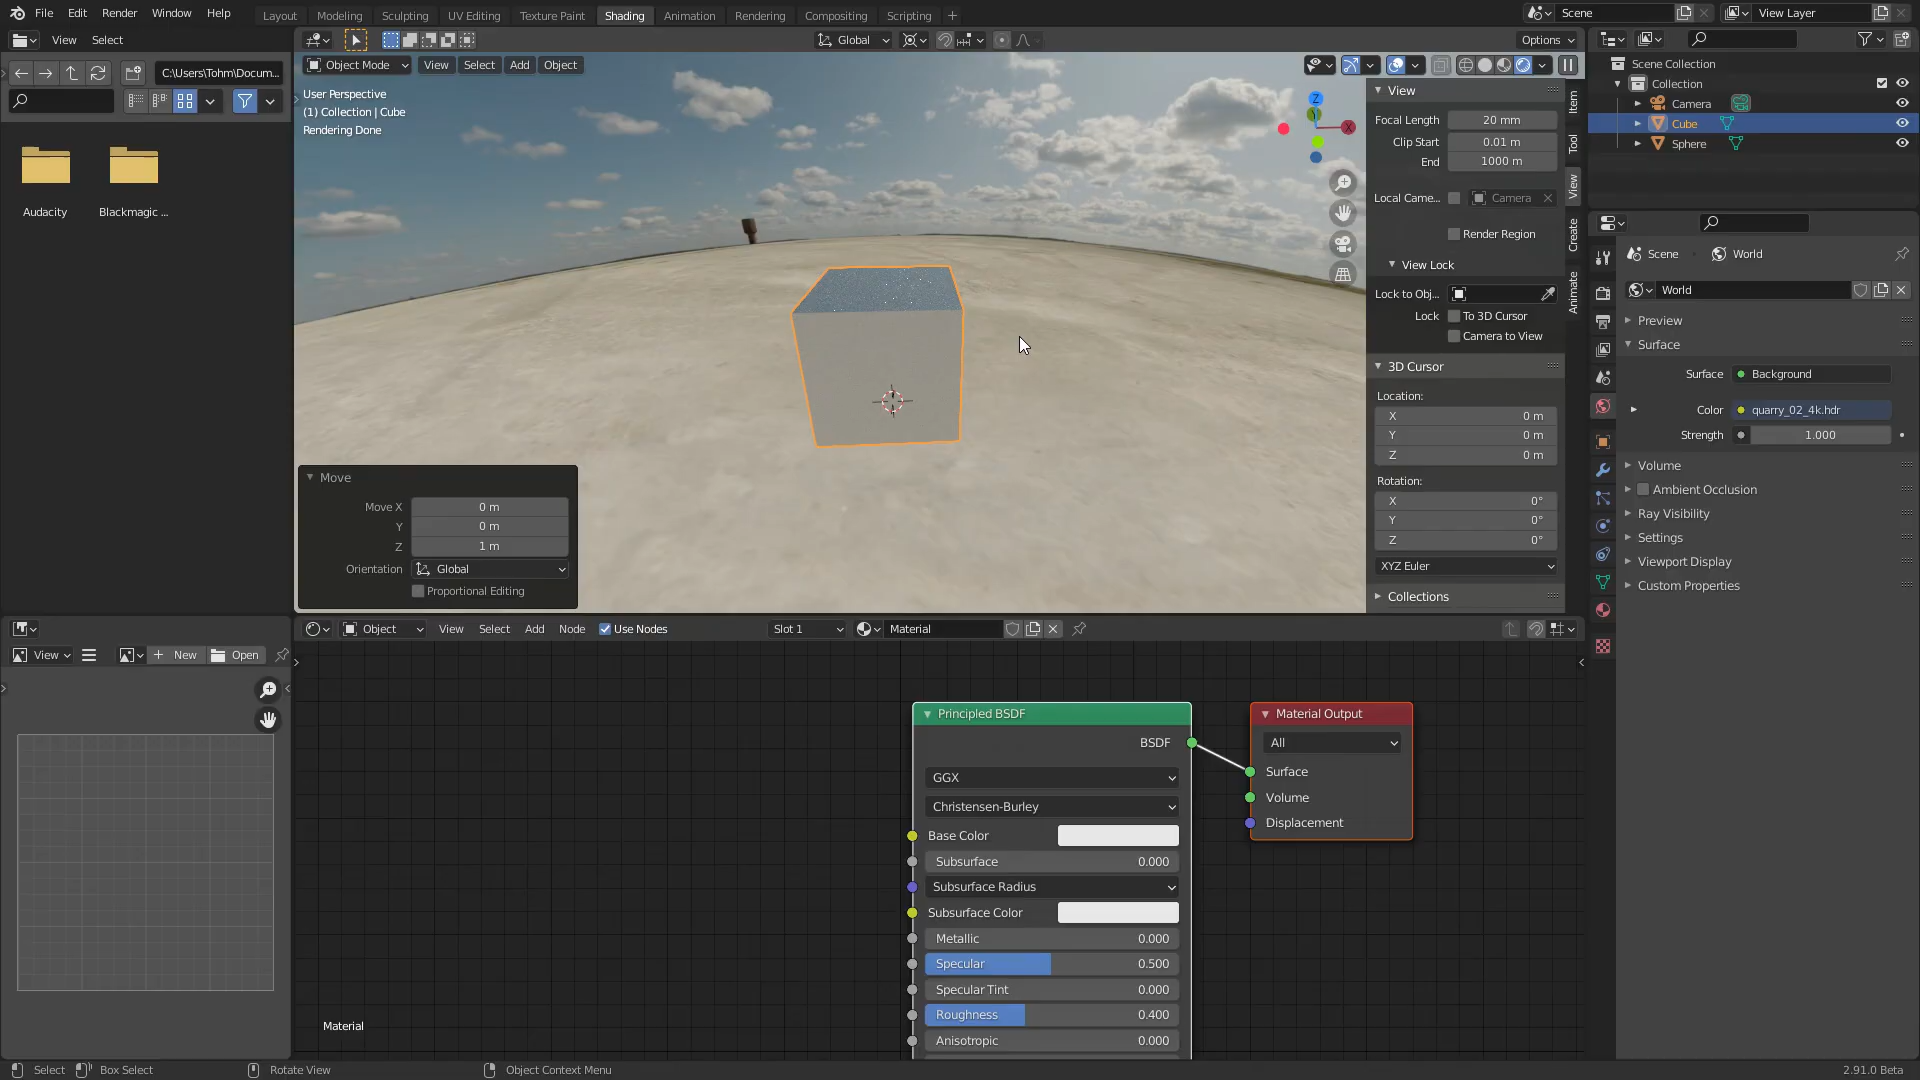 File Edit Render Window Help
Layout Modeling Sculpting UV Editing Texture Paint Shading Animation Rendering Compositing Scripting +
Scene
View Layer
View Select
Global
Options
C:\Users\Tohm\Docum...
Audacity
Blackmagic ...
Object Mode View Select Add Object
User Perspective
(1) Collection | Cube
Rendering Done
Z
X
Move
Move X 0 m
Y 0 m
Z 1 m
Orientation Global
Proportional Editing
View
Focal Length 20 mm
Clip Start 0.01 m
End 1000 m
Local Came... Camera
Render Region
View Lock
Lock to Obj...
Lock To 3D Cursor
Camera to View
3D Cursor
Location:
X 0 m
Y 0 m
Z 0 m
Rotation:
X 0°
Y 0°
Z 0°
XYZ Euler
Collections
Item
Tool
View
Create
Animate
Scene Collection
Collection
Camera
Cube
Sphere
Scene World
World
Preview
Surface
Surface Background
Color quarry_02_4k.hdr
Strength 1.000
Volume
Ambient Occlusion
Ray Visibility
Settings
Viewport Display
Custom Properties
View New Open
Object View Select Add Node Use Nodes Slot 1 Material
Principled BSDF
BSDF
GGX
Christensen-Burley
Base Color
Subsurface 0.000
Subsurface Radius
Subsurface Color
Metallic 0.000
Specular 0.500
Specular Tint 0.000
Roughness 0.400
Anisotropic 0.000
Material Output
All
Surface
Volume
Displacement
Material
Select Box Select Rotate View Object Context Menu 2.91.0 Beta